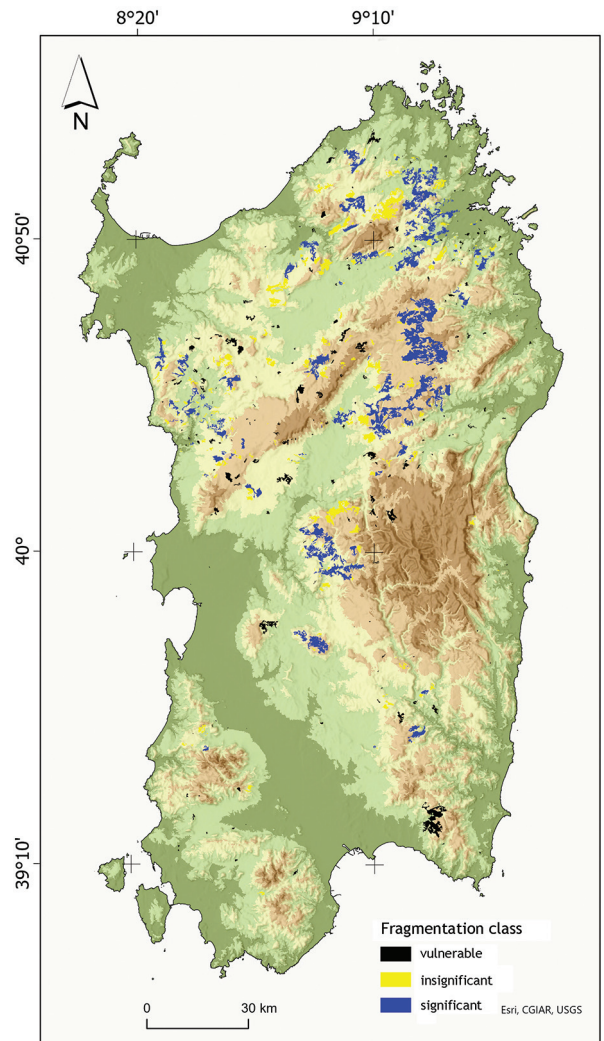 8°20' 9°10'
N
40°50'
40°
39°10'
Fragmentation class
vulnerable
insignificant
significant
Esri, CGIAR, USGS
0 30 km